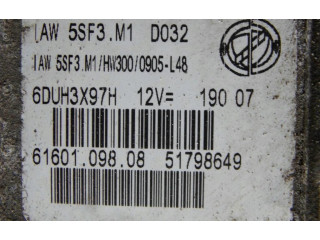 IAW 5SF3.M1 D032
IAW 5SF3.M1/HW300/0905-L48
6DUH3X97H 12V= 190 07
61601.098.08 51798649